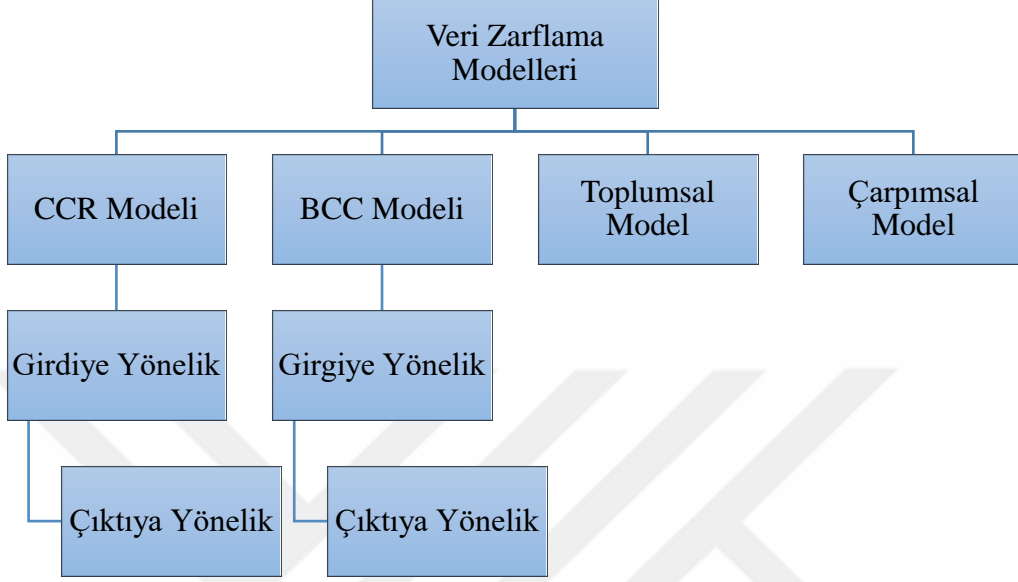 Veri Zarflama
Modelleri
CCR Modeli
BCC Modeli
Toplumsal
Model
Çarpımsal
Model
Girdiye Yönelik
Girgiye Yönelik
Çıktıya Yönelik
Çıktıya Yönelik